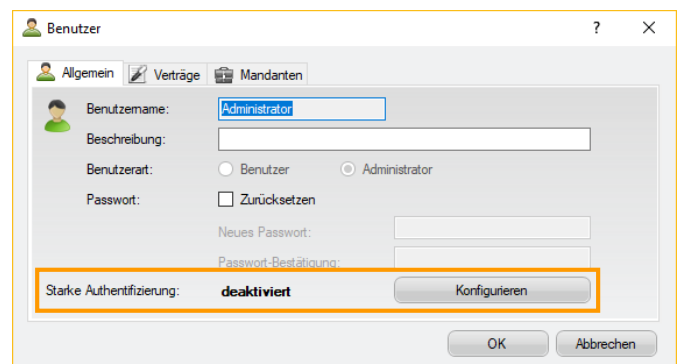 Benutzer ?
Allgemein Verträge Mandanten
Benutzername: Administrator
Beschreibung:
Benutzerart: Benutzer Administrator
Passwort: Zurücksetzen
Neues Passwort:
Passwort-Bestätigung:
Starke Authentifizierung: deaktiviert Konfigurieren
OK Abbrechen